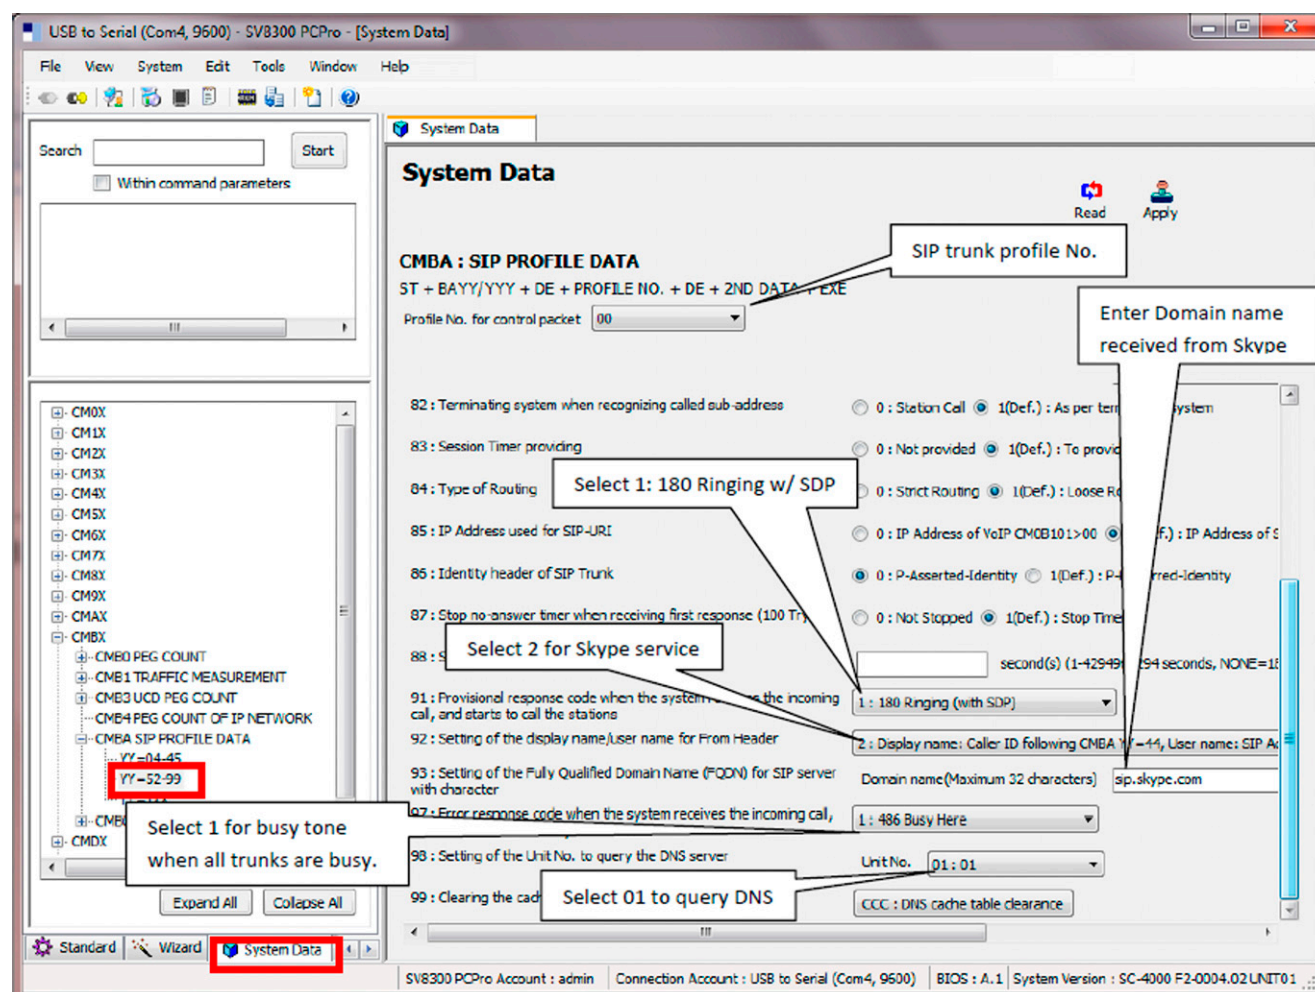 USB to Serial (Com4, 9600) - SV8300 PCPro - [System Data]
File View System Edit Tools Window Help
Search
Start
Within command parameters
System Data
System Data
Read Apply
SIP trunk profile No.
CMBA : SIP PROFILE DATA
ST + BAYY/YYY + DE + PROFILE NO. + DE + 2ND DATA + EXE
Profile No. for control packet 00
Enter Domain name
received from Skype
82 : Terminating system when recognizing called sub-address 0 : Station Call 1(Def.) : As per ystem
83 : Session Timer providing 0 : Not provided 1(Def.) : To
Select 1: 180 Ringing w/ SDP
84 : Type of Routing 0 : Strict Routing 1(Def.) : Loose
85 : IP Address used for SIP-URI 0 : IP Address of VoIP CM0B101>00 : IP Address of S
86 : Identity header of SIP Trunk 0 : P-Asserted-Identity 1(Def.) :
87 : Stop no-answer timer when receiving first response (100 0 : Not Stopped 1(Def.) : Stop
Select 2 for Skype service
88 : S second(s) seconds,
91 : Provisional response code when the system the incoming
call, and starts to call the stations
1 : 180 Ringing (with SDP)
92 : Setting of the display name/user name for From Header
2 : Display name: Caller ID following CMBA YY=44, User name: SIP
93 : Setting of the Fully Qualified Domain Name (FQDN) for SIP server
with character
Domain name(Maximum 32 characters) sip.skype.com
97 : Error response code when the system receives the incoming call,
1 : 486 Busy Here
98 : Setting of the Unit No. to query the DNS server
Unit No. 01 : 01
Select 01 to query DNS
99 : Clearing the
CCC : DNS cache table clearance
CM0X
CM1X
CM2X
CM3X
CM4X
CM5X
CM6X
CM7X
CM8X
CM9X
CMAX
CMBX
CMB0 PEG COUNT
CMB1 TRAFFIC MEASUREMENT
CMB3 UCD PEG COUNT
CMB4 PEG COUNT OF IP NETWORK
CMBA SIP PROFILE DATA
YY=04-45
YY=52-99
Select 1 for busy tone
when all trunks are busy.
CMDX
Expand All Collapse All
Standard Wizard System Data
SV8300 PCPro Account : admin Connection Account : USB to Serial (Com4, 9600) BIOS : A.1 System Version : SC-4000 F2-0004.02 UNIT01